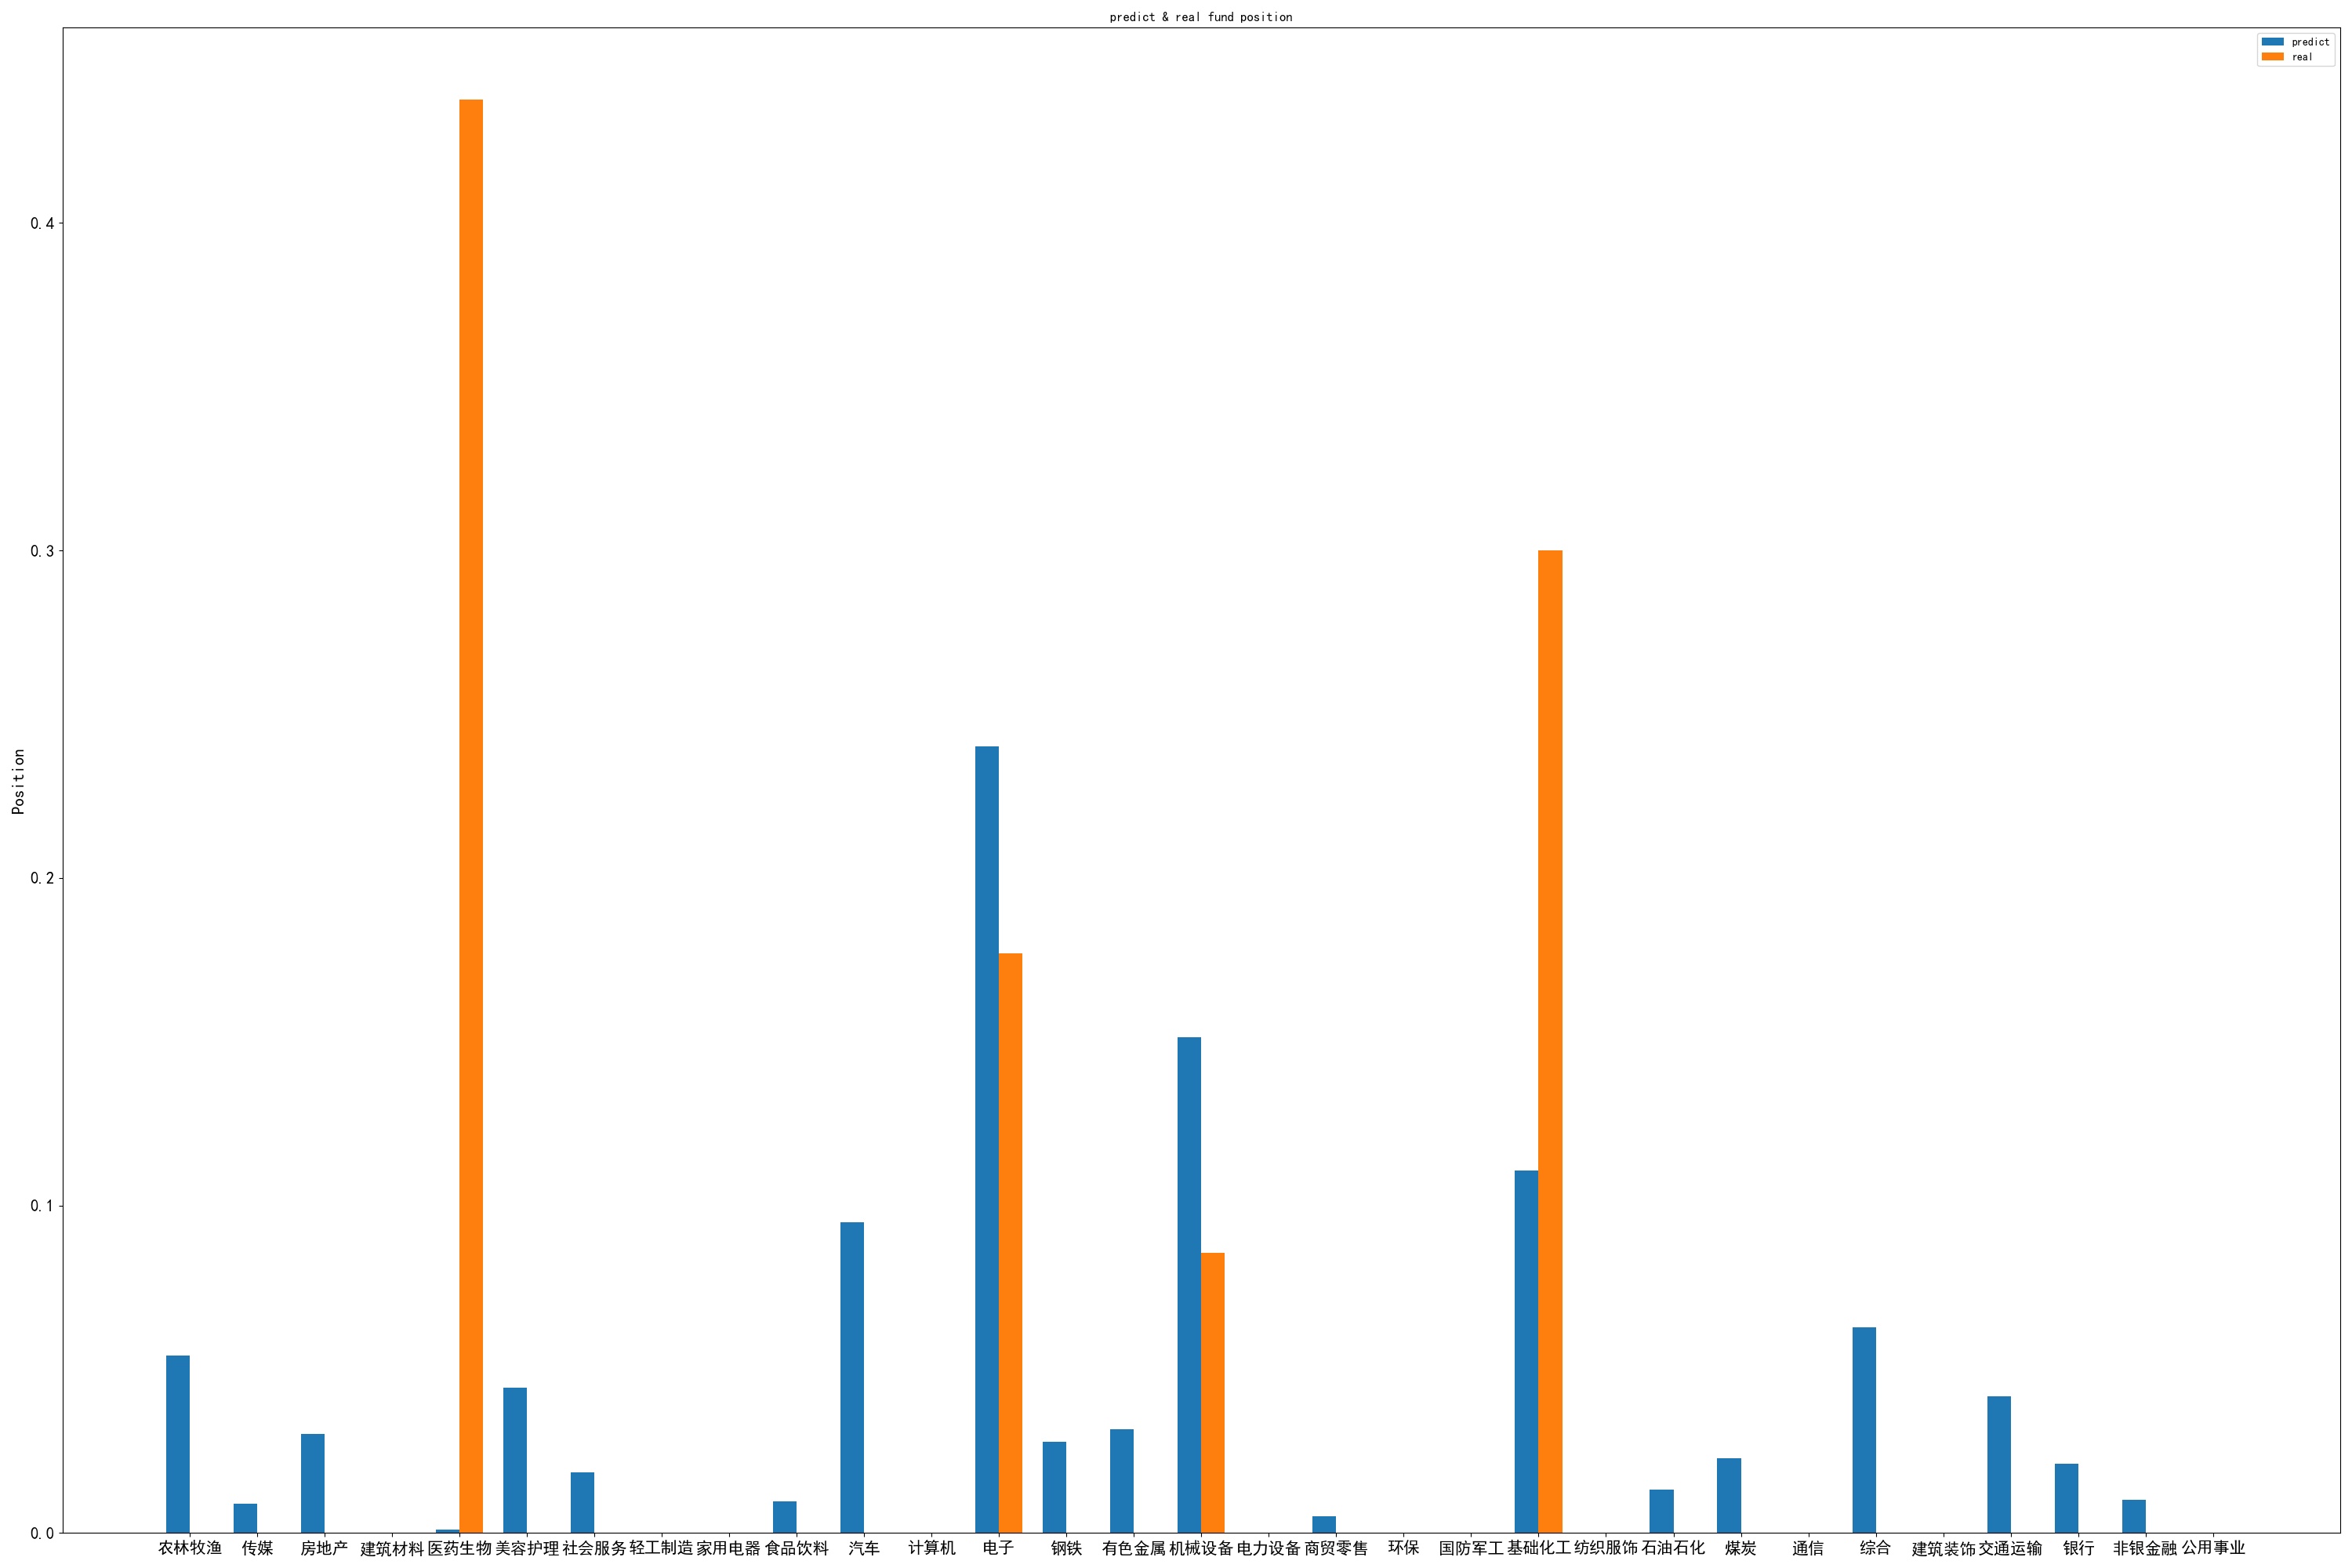 predict & real fund position
predict
real
0.4
0.3
0.2
0.1
0.0
Position
农林牧渔 传媒 房地产 建筑材料 医药生物 美容护理 社会服务 轻工制造 家用电器 食品饮料 汽车 计算机 电子 钢铁 有色金属 机械设备 电力设备 商贸零售 环保 国防军工 基础化工 纺织服饰 石油石化 煤炭 通信 综合 建筑装饰 交通运输 银行 非银金融 公用事业